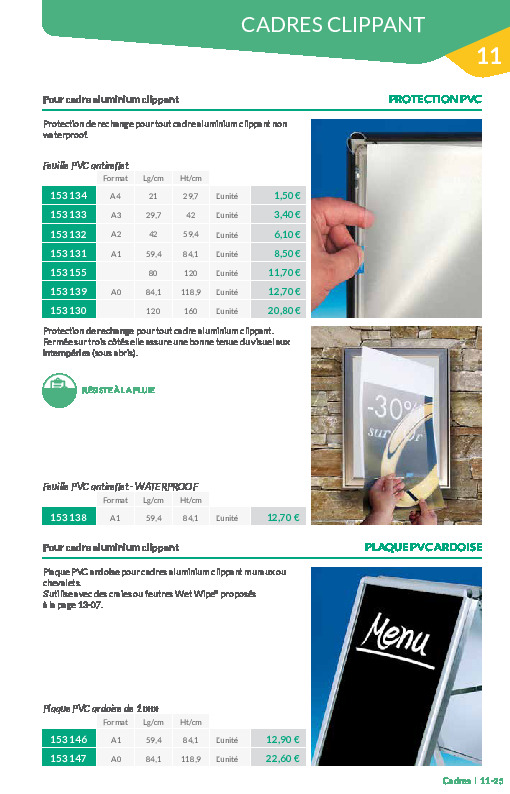 CADRES CLIPPANT
11
Pour cadre aluminium clippant PROTECTION PVC
Protection de rechange pour tout cadre aluminium clippant non
waterproof.
Feuille PVC antireflet
Format Lg/cm Ht/cm
153 134 A4 21 29,7 L'unité 1,50 €
153 133 A3 29,7 42 L'unité 3,40 €
153 132 A2 42 59,4 L'unité 6,10 €
153 131 A1 59,4 84,1 L'unité 8,50 €
153 155 80 120 L'unité 11,70 €
153 139 A0 84,1 118,9 L'unité 12,70 €
153 130 120 160 L'unité 20,80 €
Protection de rechange pour tout cadre aluminium clippant.
Fermée sur trois côtés elle assure une bonne tenue du visuel aux
intempéries (sous abris).
RÉSISTE À LA PLUIE
-30%
sur
Feuille PVC antireflet - WATERPROOF
Format Lg/cm Ht/cm
153 138 A1 59,4 84,1 L'unité 12,70 €
Pour cadre aluminium clippant PLAQUE PVC ARDOISE
Plaque PVC ardoise pour cadres aluminium clippant muraux ou
chevalets.
S'utilise avec des craies ou feutres Wet Wipe® proposés
à la page 13-07.
Menu
Plaque PVC ardoise de 1 mm
Format Lg/cm Ht/cm
153 146 A1 59,4 84,1 L'unité 12,90 €
153 147 A0 84,1 118,9 L'unité 22,60 €
Cadres | 11-25